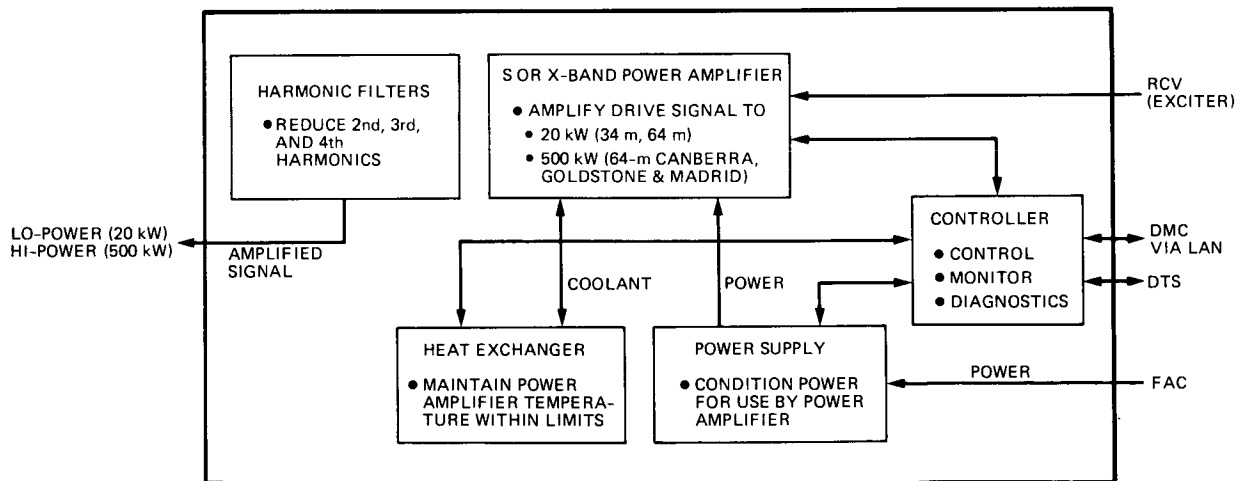 HARMONIC FILTERS
● REDUCE 2nd, 3rd,
AND 4th
HARMONICS
S OR X-BAND POWER AMPLIFIER
● AMPLIFY DRIVE SIGNAL TO
● 20 kW (34 m, 64 m)
● 500 kW (64-m CANBERRA,
GOLDSTONE & MADRID)
RCV
(EXCITER)
LO-POWER (20 kW)
HI-POWER (500 kW)
AMPLIFIED
SIGNAL
CONTROLLER
● CONTROL
● MONITOR
● DIAGNOSTICS
DMC
VIA LAN
DTS
COOLANT
POWER
HEAT EXCHANGER
● MAINTAIN POWER
AMPLIFIER TEMPERA-
TURE WITHIN LIMITS
POWER SUPPLY
● CONDITION POWER
FOR USE BY POWER
AMPLIFIER
POWER
FAC